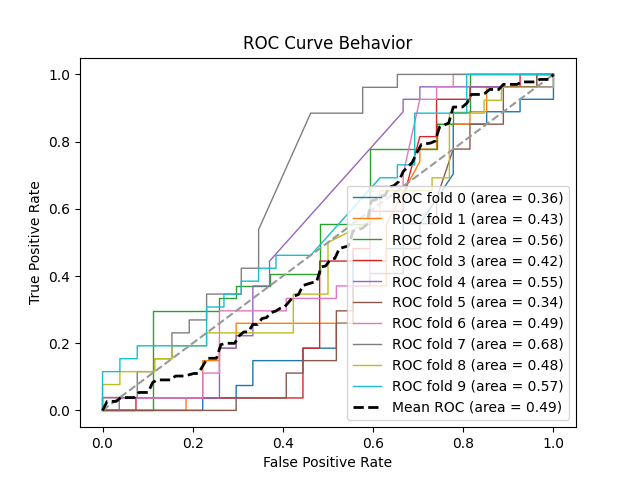 ROC Curve Behavior
True Positive Rate
1.0
0.8
0.6
0.4
0.2
0.0
ROC fold 0 (area = 0.36)
ROC fold 1 (area = 0.43)
ROC fold 2 (area = 0.56)
ROC fold 3 (area = 0.42)
ROC fold 4 (area = 0.55)
ROC fold 5 (area = 0.34)
ROC fold 6 (area = 0.49)
ROC fold 7 (area = 0.68)
ROC fold 8 (area = 0.48)
ROC fold 9 (area = 0.57)
Mean ROC (area = 0.49)
0.0 0.2 0.4 0.6 0.8 1.0
False Positive Rate